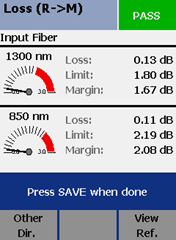 Loss (R->M) PASS
Input Fiber
1300 nm
Loss: 0.13 dB
Limit: 1.80 dB
Margin: 1.67 dB
850 nm
Loss: 0.11 dB
Limit: 2.19 dB
Margin: 2.08 dB
Press SAVE when done
Other Dir.
View Ref.